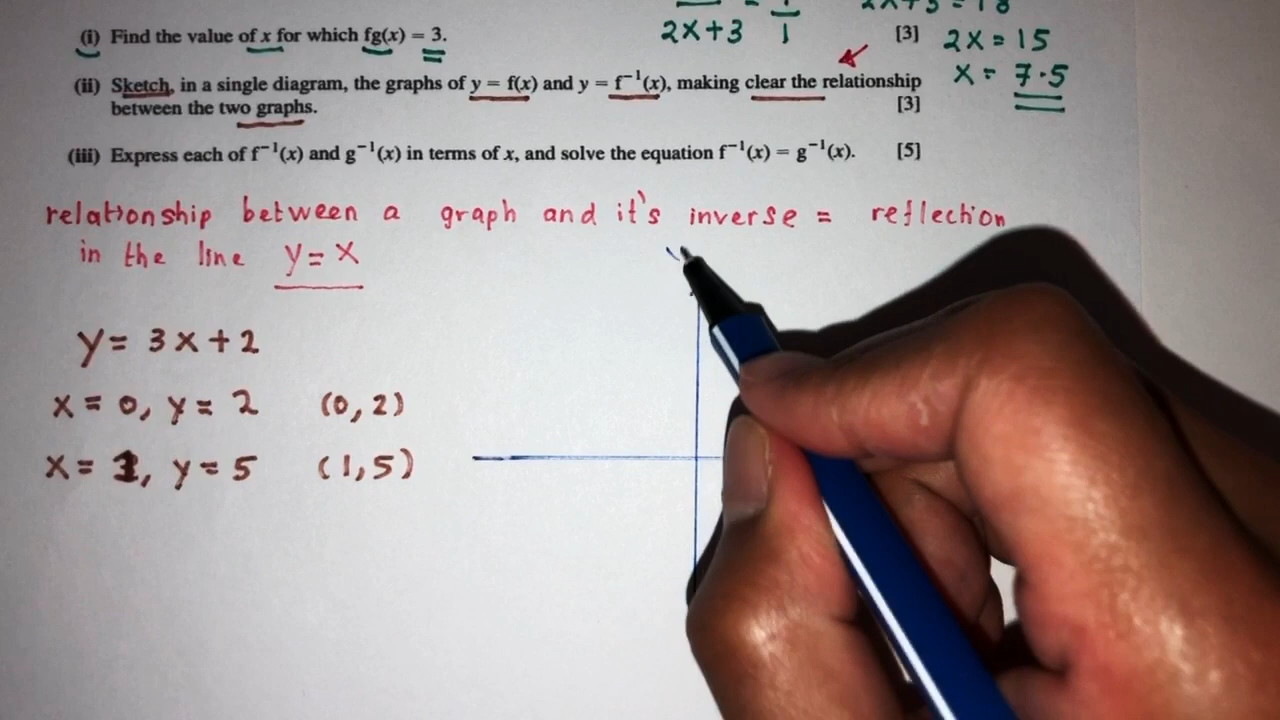 2x+3 1
(i) Find the value of x for which fg(x) = 3. [3]
2x = 15
x = 7.5
(ii) Sketch, in a single diagram, the graphs of y = f(x) and y = f⁻¹(x), making clear the relationship
between the two graphs. [3]
(iii) Express each of f⁻¹(x) and g⁻¹(x) in terms of x, and solve the equation f⁻¹(x) = g⁻¹(x). [5]
relationship between a graph and it's inverse = reflection
in the line y = x
y = 3x+2
x = 0, y = 2 (0,2)
x = 1, y = 5 (1,5)